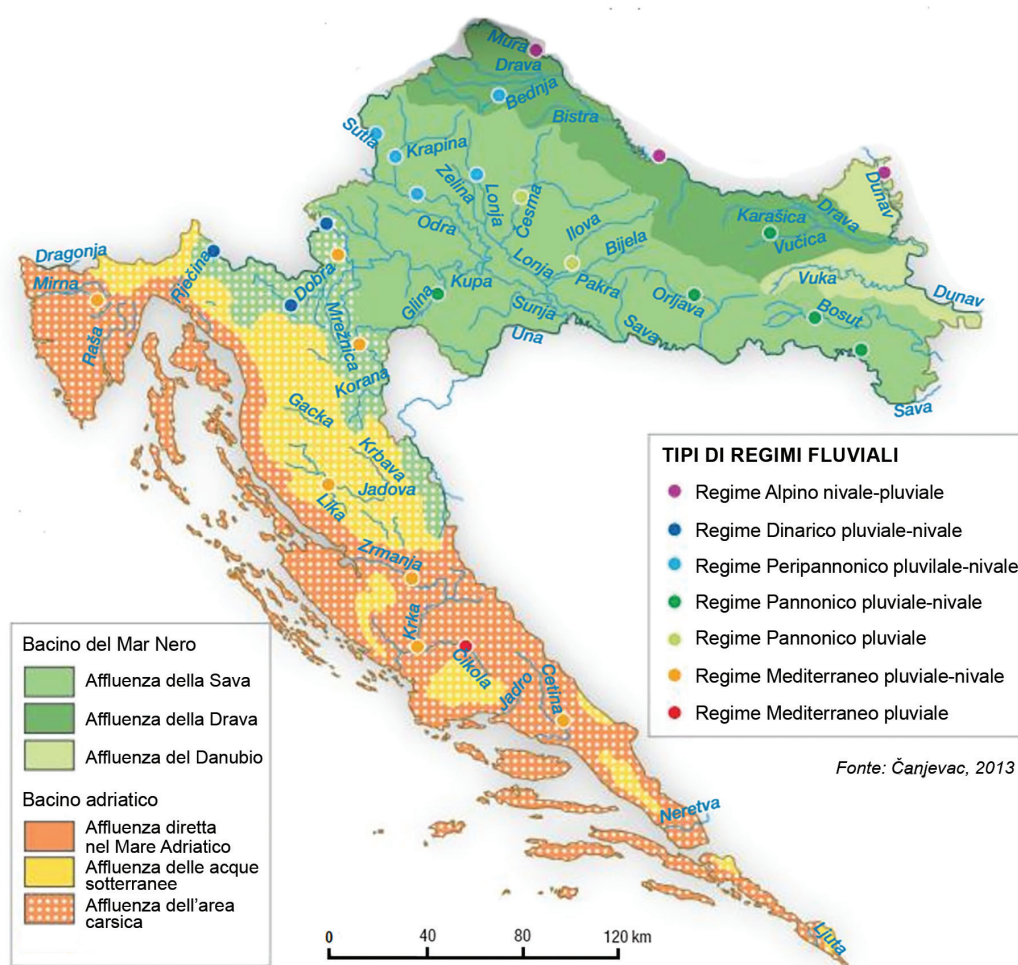 Mura
Drava
Bednja
Bistra
Sutla
Krapina
Zelina
Lonja
Česma
Odra
Ilova
Bijela
Karašica
Drava
Dunav
Vučica
Dragonja
Mirna
Rječina
Dobra
Raša
Mrežnica
Glina
Kupa
Lonja
Sunja
Pakra
Orljava
Vuka
Dunav
Bosut
Una
Sava
Sava
Korana
Gacka
Krbava
Jadova
Lika
Zrmanja
Krka
Čikola
Jadro
Cetina
Neretva
Ljuta
TIPI DI REGIMI FLUVIALI
Regime Alpino nivale-pluviale
Regime Dinarico pluviale-nivale
Regime Peripannonico pluvilale-nivale
Regime Pannonico pluviale-nivale
Regime Pannonico pluviale
Regime Mediterraneo pluviale-nivale
Regime Mediterraneo pluviale
Fonte: Čanjevac, 2013
Bacino del Mar Nero
Affluenza della Sava
Affluenza della Drava
Affluenza del Danubio
Bacino adriatico
Affluenza diretta
nel Mare Adriatico
Affluenza delle acque
sotterranee
Affluenza dell'area
carsica
0 40 80 120 km